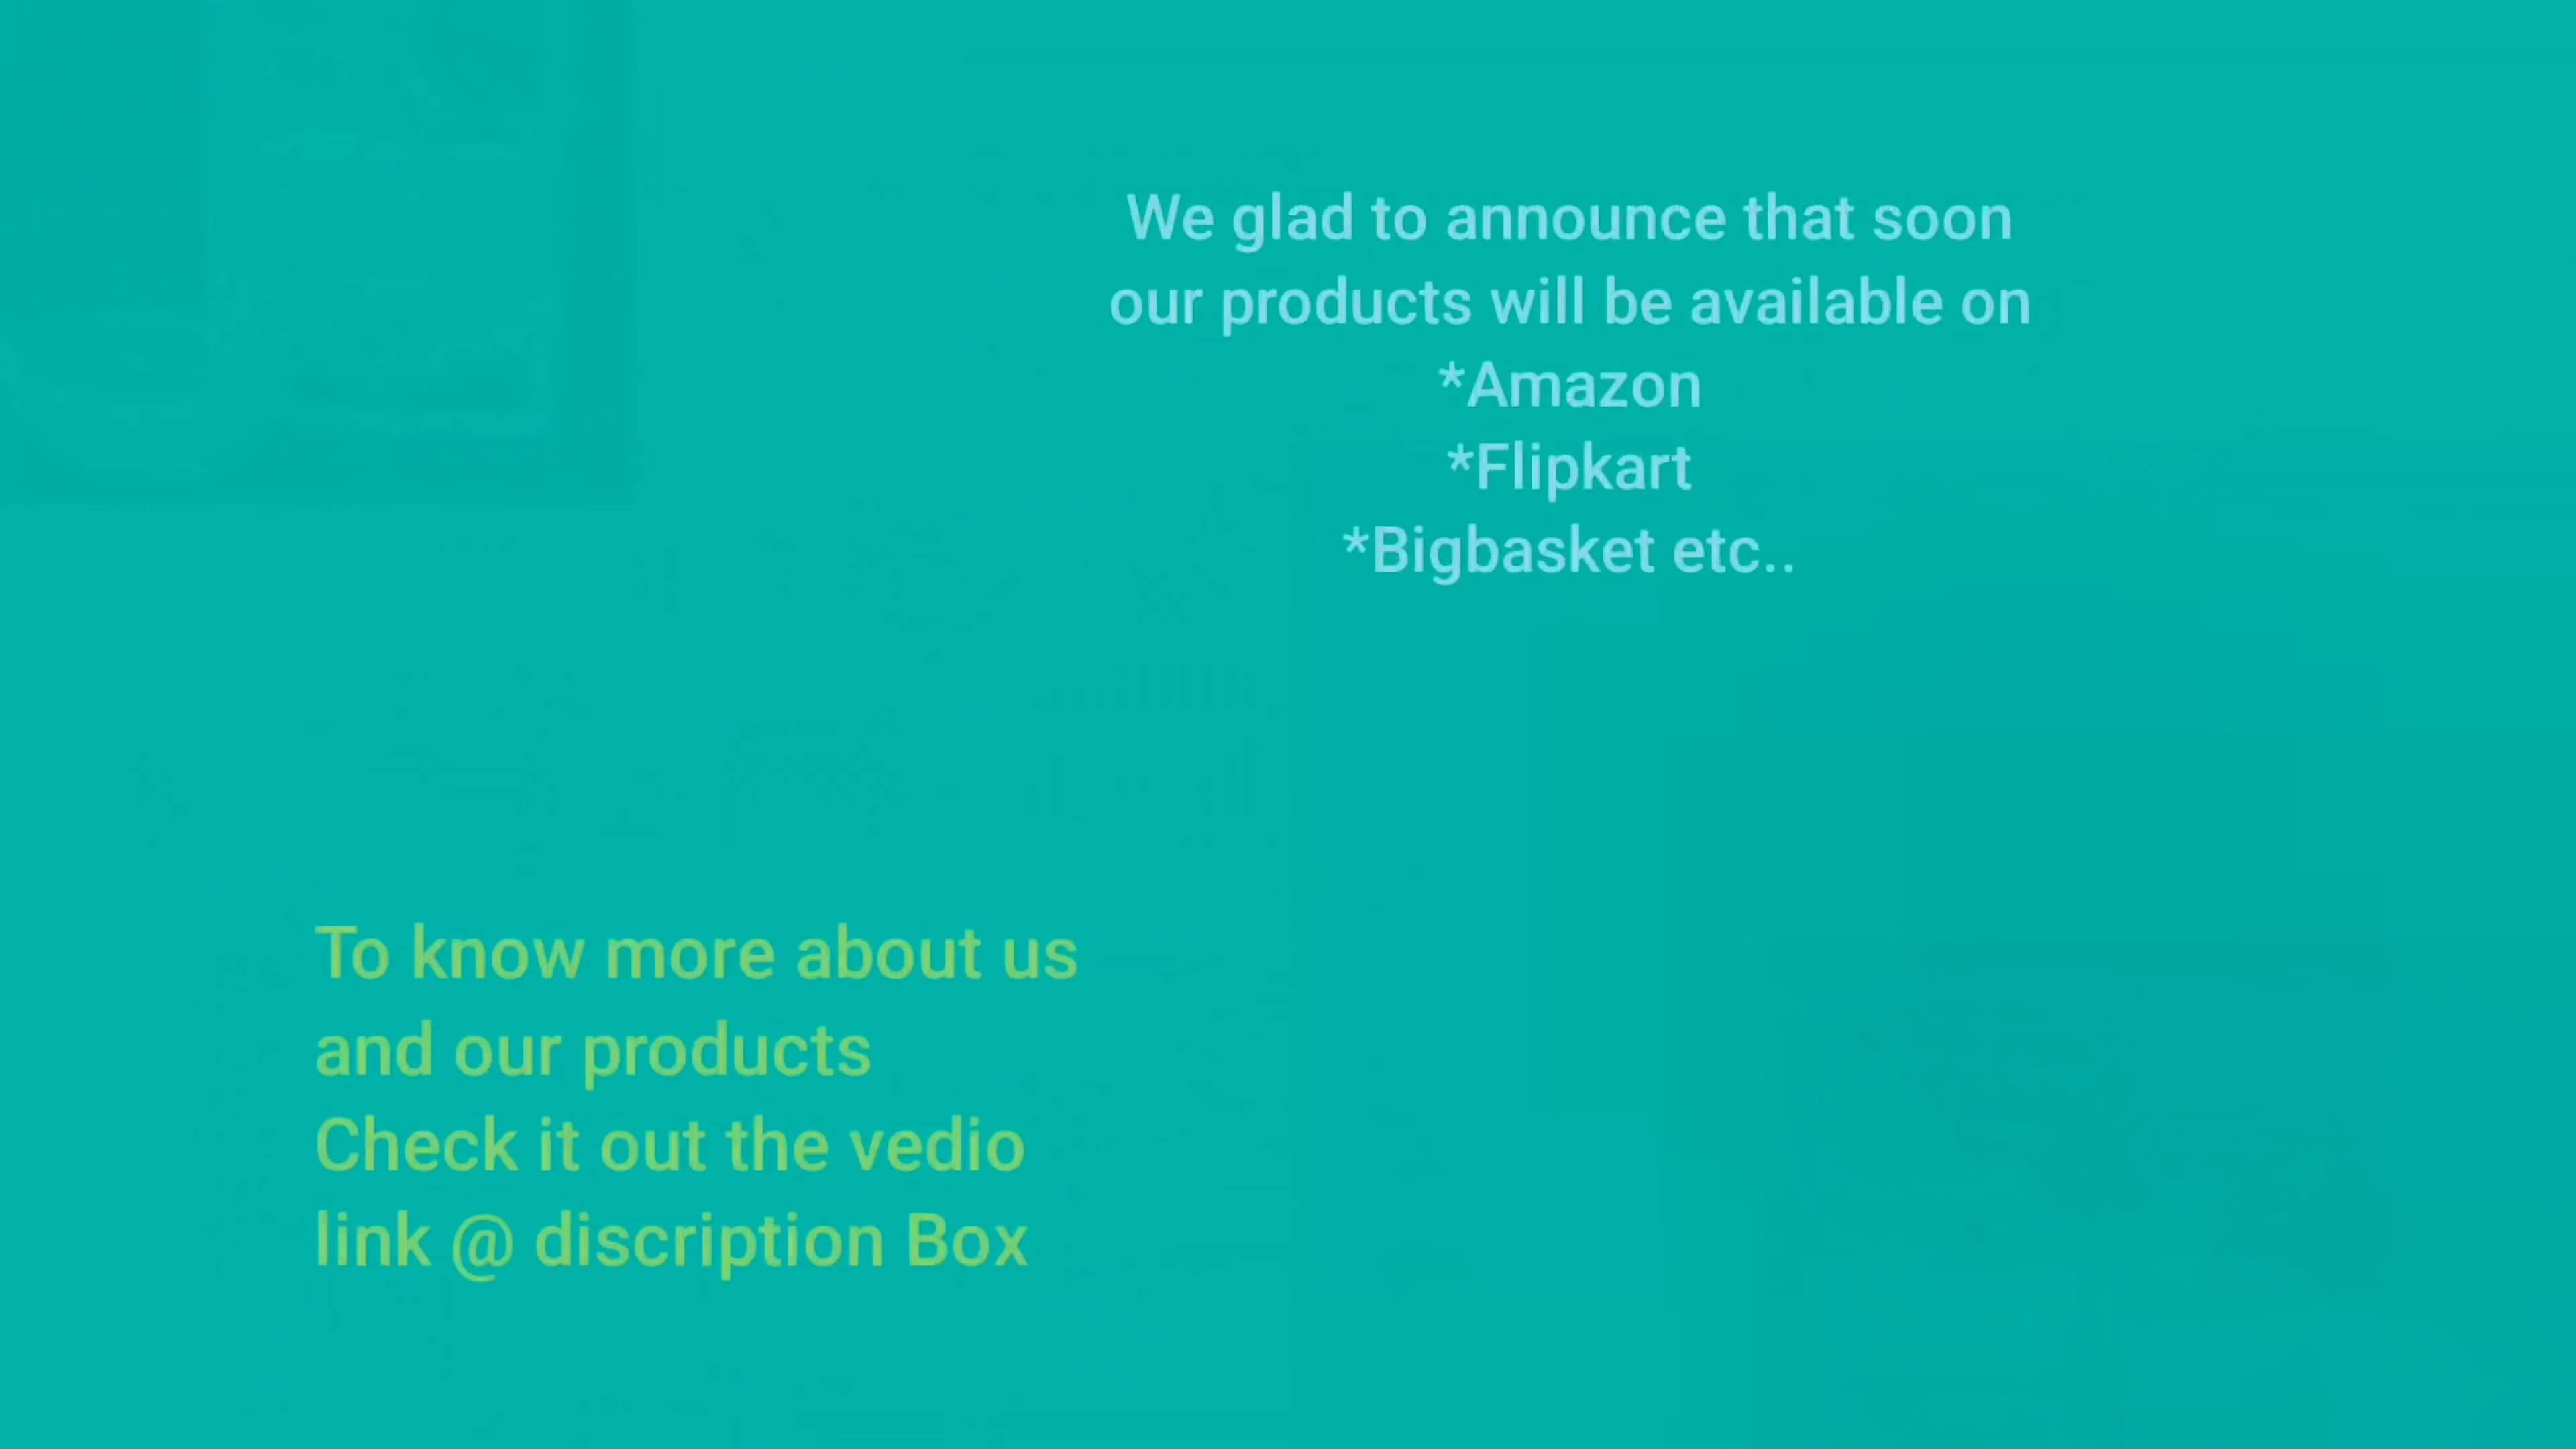 We glad to announce that soon
our products will be available on
*Amazon
*Flipkart
*Bigbasket etc..
To know more about us
and our products
Check it out the vedio
link @ discription Box